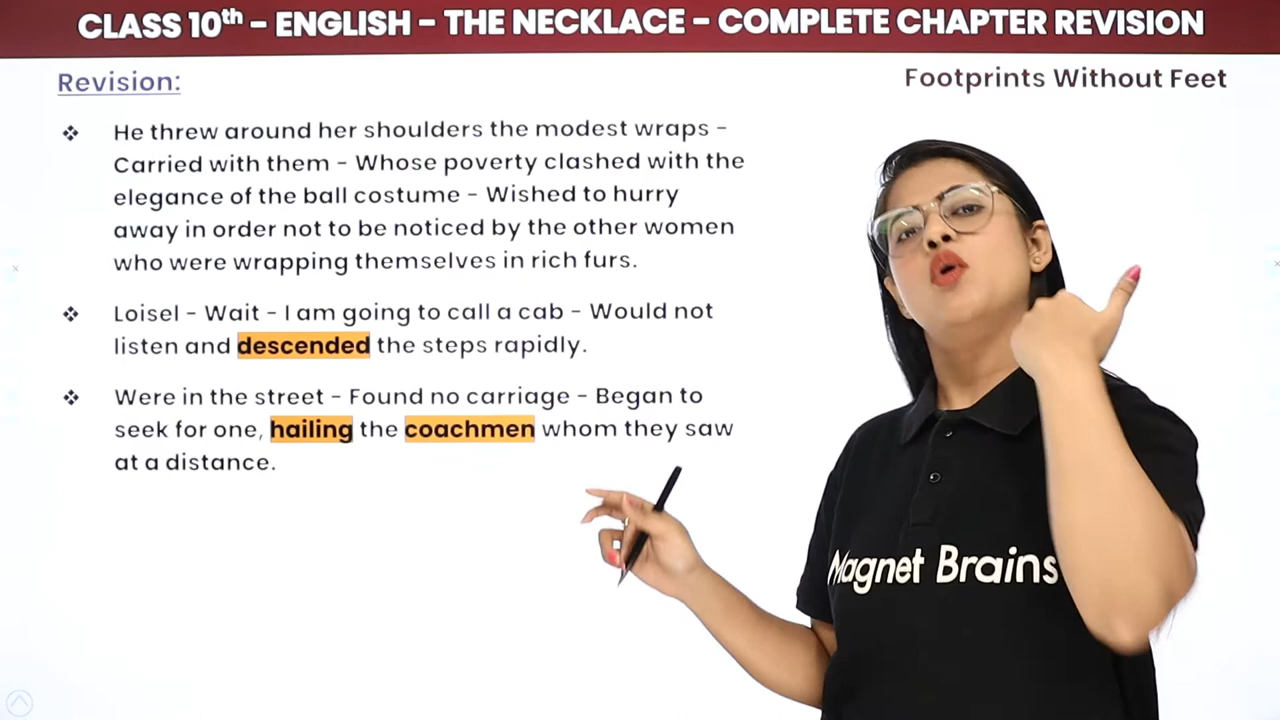 CLASS 10th – ENGLISH – THE NECKLACE – COMPLETE CHAPTER REVISION
Revision:
Footprints Without Feet
❖ He threw around her shoulders the modest wraps –
Carried with them – Whose poverty clashed with the
elegance of the ball costume – Wished to hurry
away in order not to be noticed by the other women
who were wrapping themselves in rich furs.
❖ Loisel – Wait – I am going to call a cab – Would not
listen and descended the steps rapidly.
❖ Were in the street – Found no carriage – Began to
seek for one, hailing the coachmen whom they saw
at a distance.
Magnet Brains